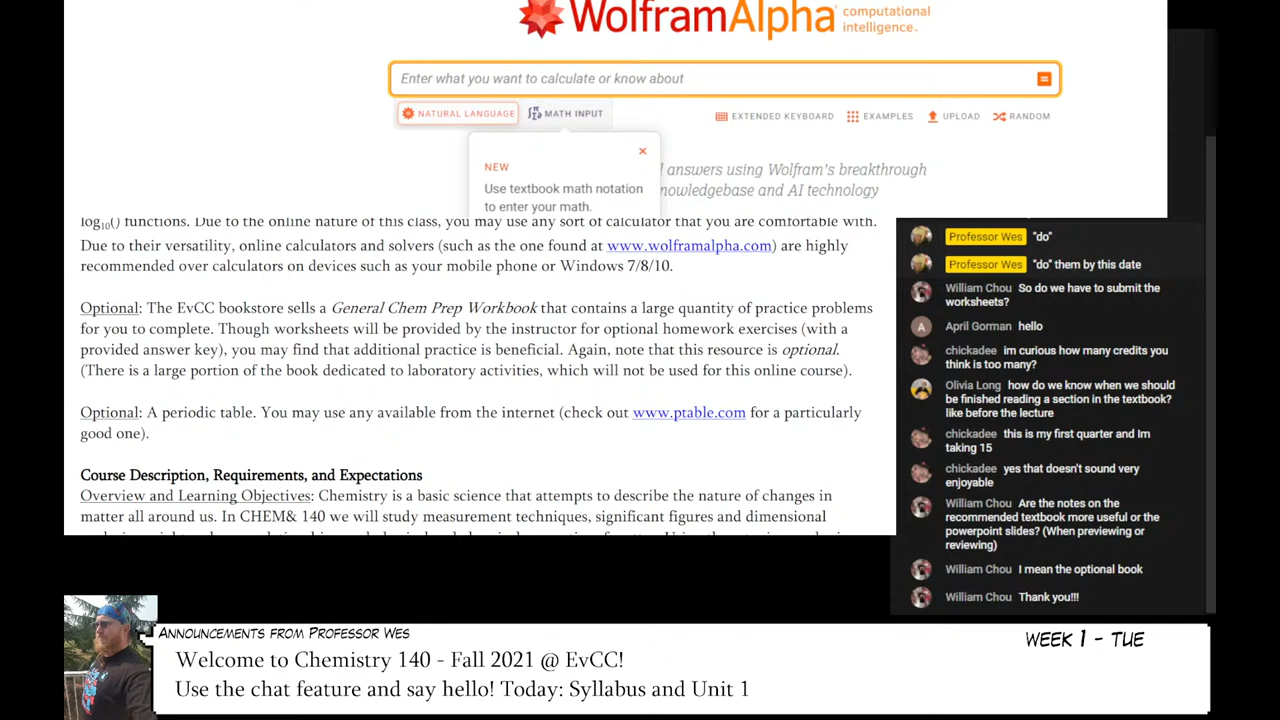 WolframAlpha computational intelligence™
Enter what you want to calculate or know about
NATURAL LANGUAGE
MATH INPUT
EXTENDED KEYBOARD
EXAMPLES
UPLOAD
RANDOM
NEW
Use textbook math notation
to enter your math.
answers using Wolfram's breakthrough
nowledgebase and AI technology
log10() functions. Due to the online nature of this class, you may use any sort of calculator that you are comfortable with.
Due to their versatility, online calculators and solvers (such as the one found at www.wolframalpha.com) are highly
recommended over calculators on devices such as your mobile phone or Windows 7/8/10.
Optional: The EvCC bookstore sells a General Chem Prep Workbook that contains a large quantity of practice problems
for you to complete. Though worksheets will be provided by the instructor for optional homework exercises (with a
provided answer key), you may find that additional practice is beneficial. Again, note that this resource is optional.
(There is a large portion of the book dedicated to laboratory activities, which will not be used for this online course).
Optional: A periodic table. You may use any available from the internet (check out www.ptable.com for a particularly
good one).
Course Description, Requirements, and Expectations
Overview and Learning Objectives: Chemistry is a basic science that attempts to describe the nature of changes in
matter all around us. In CHEM& 140 we will study measurement techniques, significant figures and dimensional
Professor Wes "do"
Professor Wes "do" them by this date
William Chou So do we have to submit the
worksheets?
A April Gorman hello
chickadee im curious how many credits you
think is too many?
Olivia Long how do we know when we should
be finished reading a section in the textbook?
like before the lecture
chickadee this is my first quarter and Im
taking 15
chickadee yes that doesn't sound very
enjoyable
William Chou Are the notes on the
recommended textbook more useful or the
powerpoint slides? (When previewing or
reviewing)
William Chou I mean the optional book
William Chou Thank you!!!
Announcements from Professor Wes
Week 1 - Tue
Welcome to Chemistry 140 - Fall 2021 @ EvCC!
Use the chat feature and say hello! Today: Syllabus and Unit 1